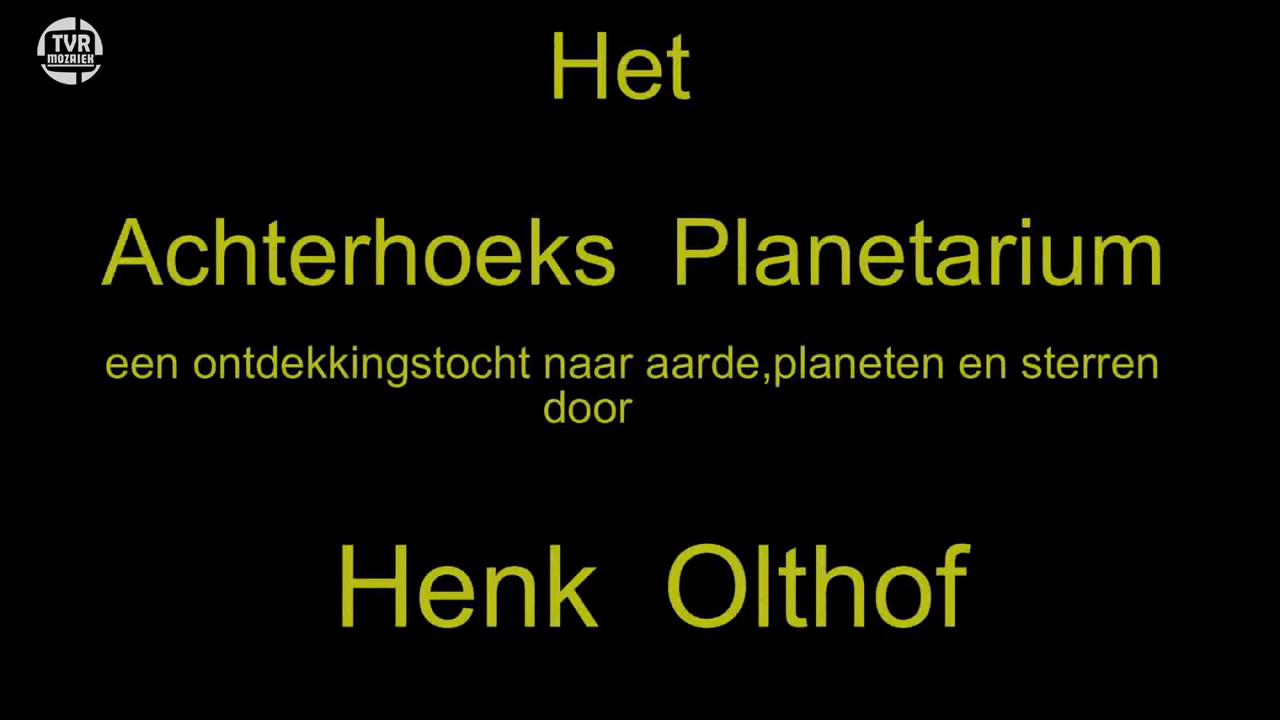 TVR
MOZAIEK
Het
Achterhoeks Planetarium
een ontdekkingstocht naar aarde,planeten en sterren
door
Henk Olthof